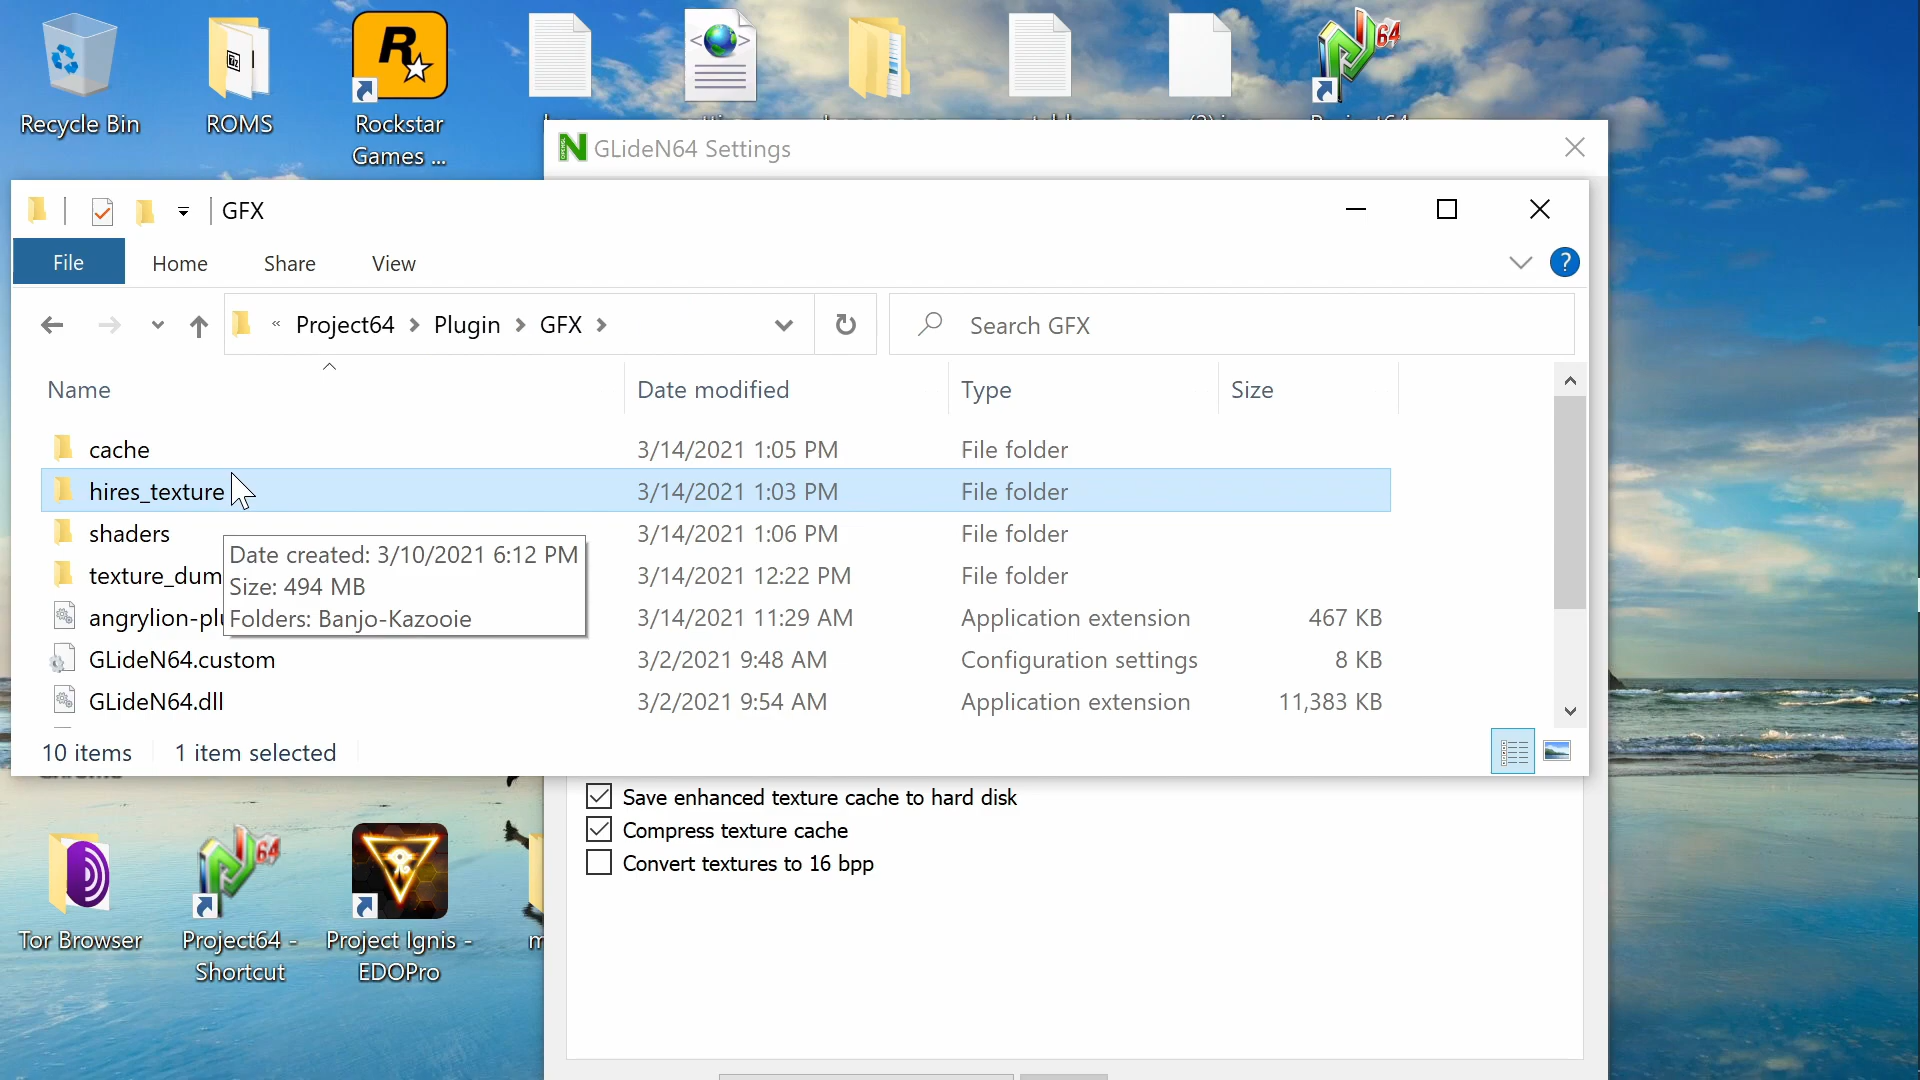 Recycle Bin
ROMS
Rockstar
Games ...
64
GLideN64 Settings
GFX
File
Home
Share
View
?
« Project64 > Plugin > GFX >
Search GFX
Name
Date modified
Type
Size
cache
3/14/2021 1:05 PM
File folder
hires_texture
3/14/2021 1:03 PM
File folder
shaders
3/14/2021 1:06 PM
File folder
texture_dum
3/14/2021 12:22 PM
File folder
angrylion-plu
3/14/2021 11:29 AM
Application extension
467 KB
Date created: 3/10/2021 6:12 PM
Size: 494 MB
Folders: Banjo-Kazooie
GLideN64.custom
3/2/2021 9:48 AM
Configuration settings
8 KB
GLideN64.dll
3/2/2021 9:54 AM
Application extension
11,383 KB
10 items
1 item selected
Save enhanced texture cache to hard disk
Compress texture cache
Convert textures to 16 bpp
64
Tor Browser
Project64 -
Shortcut
Project Ignis -
EDOPro